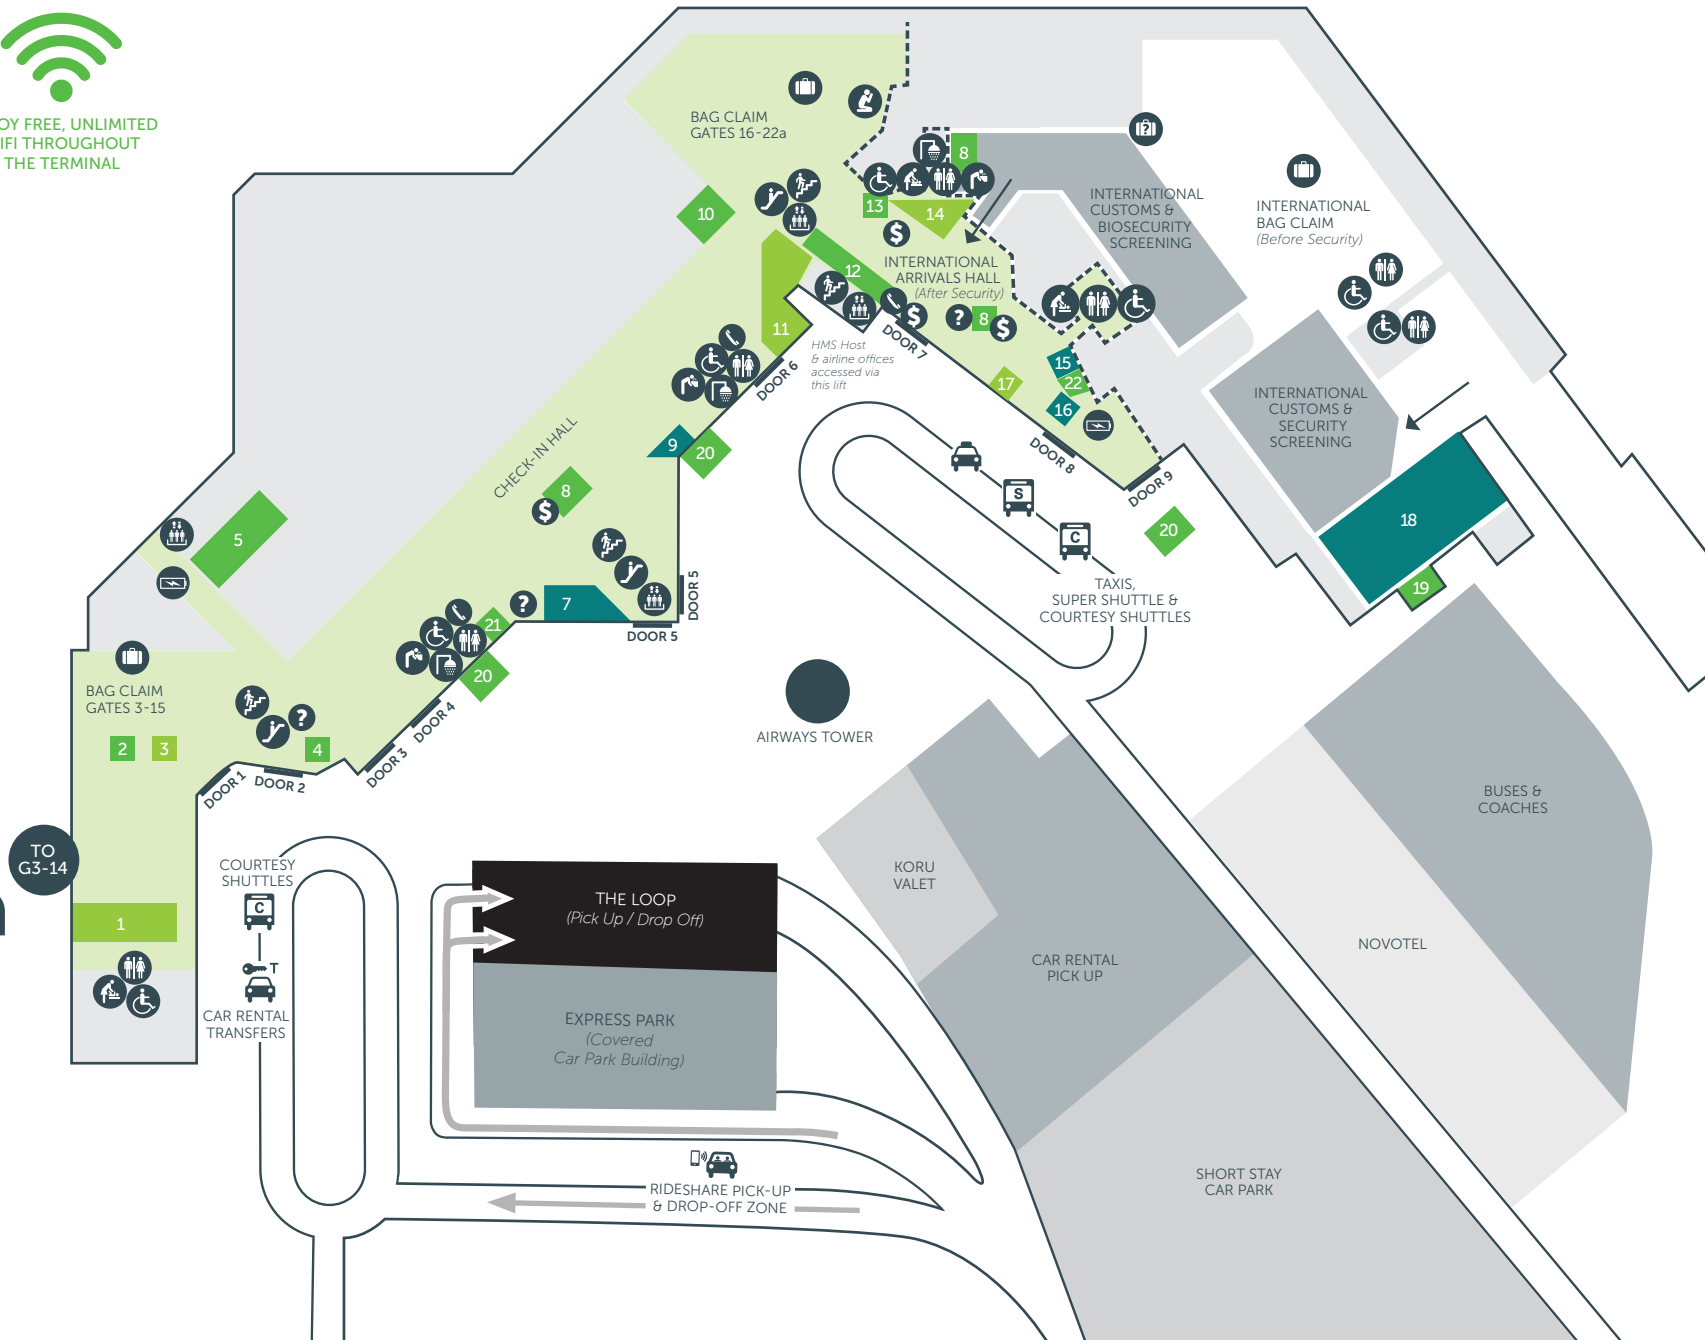 OY FREE, UNLIMITED
IFI THROUGHOUT
THE TERMINAL
BAG CLAIM
GATES 16-22a
8
13
14
10
12
11
INTERNATIONAL
CUSTOMS &
BIOSECURITY
SCREENING
INTERNATIONAL
BAG CLAIM
(Before Security)
INTERNATIONAL
ARRIVALS HALL
(After Security)
8
DOOR 7
HMS Host
& airline offices
accessed via
this lift
DOOR 6
15
22
17
16
INTERNATIONAL
CUSTOMS &
SECURITY
SCREENING
CHECK-IN HALL
9
20
DOOR 8
DOOR 9
S
C
20
18
19
8
5
TAXIS,
SUPER SHUTTLE &
COURTESY SHUTTLES
DOOR 5
7
DOOR 5
21
20
BAG CLAIM
GATES 3-15
2
3
4
DOOR 4
DOOR 3
DOOR 2
DOOR 1
AIRWAYS TOWER
TO
G3-14
1
COURTESY
SHUTTLES
C
T
CAR RENTAL
TRANSFERS
THE LOOP
(Pick Up / Drop Off)
EXPRESS PARK
(Covered
Car Park Building)
KORU
VALET
CAR RENTAL
PICK UP
BUSES &
COACHES
NOVOTEL
SHORT STAY
CAR PARK
RIDESHARE PICK-UP
& DROP-OFF ZONE